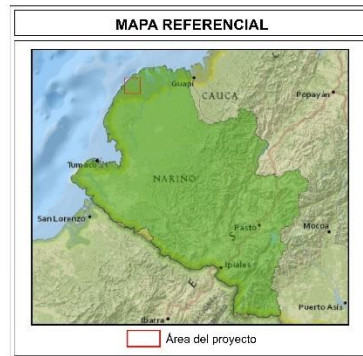 MAPA REFERENCIAL
Guapi
CAUCA
Popayán
Tumaco
NARIÑO
San Lorenzo
Pasto
Mocoa
Ipiales
Puerto Asís
Ibarra
Área del proyecto